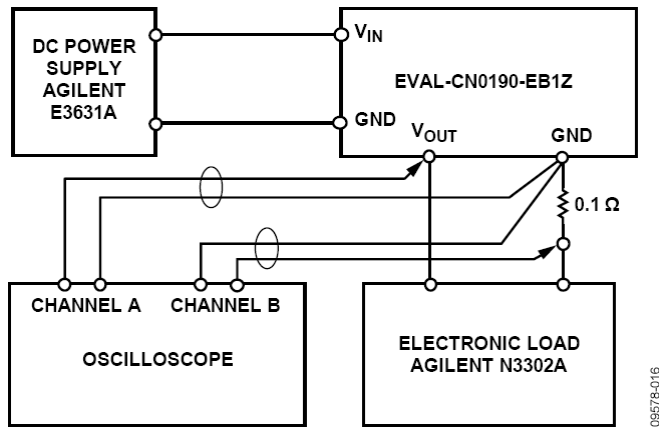 DC POWER
SUPPLY
AGILENT
E3631A
VIN
EVAL-CN0190-EB1Z
GND
VOUT
GND
0.1 Ω
CHANNEL A
CHANNEL B
OSCILLOSCOPE
ELECTRONIC LOAD
AGILENT N3302A
09578-016